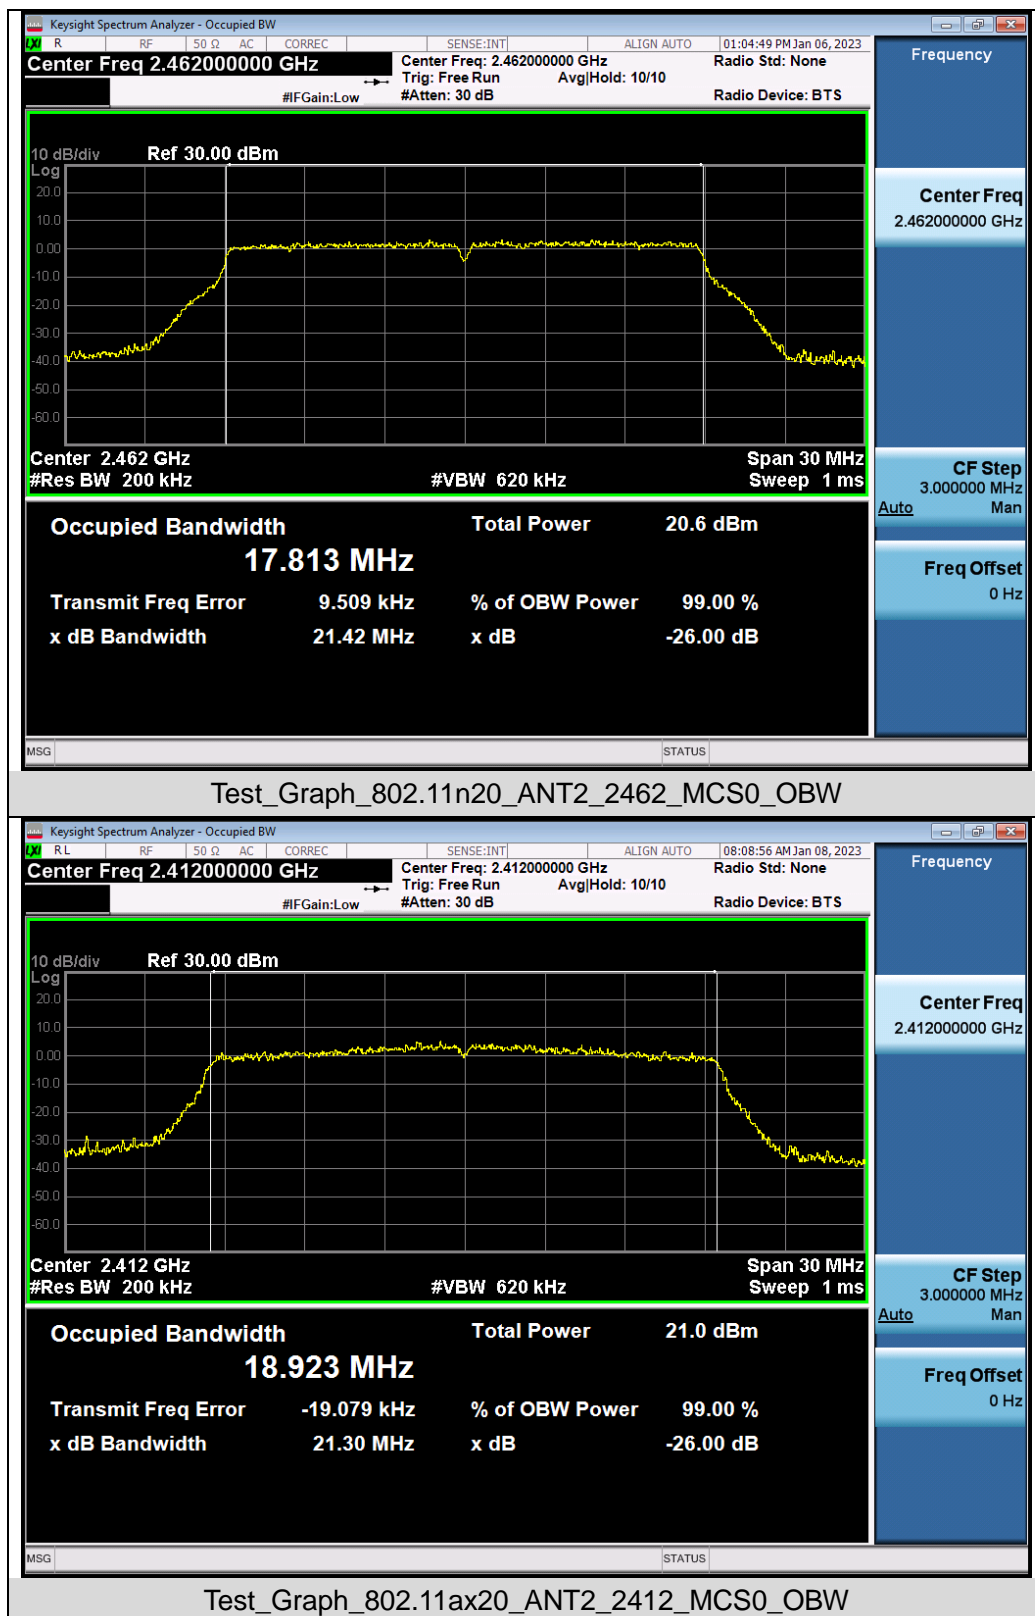 Keysight Spectrum Analyzer - Occupied BW
LXI R RF 50 Ω AC CORREC SENSE:INT ALIGN AUTO 01:04:49 PM Jan 06, 2023
Center Freq 2.462000000 GHz
Center Freq: 2.462000000 GHz
Radio Std: None
Trig: Free Run Avg|Hold: 10/10
#IFGain:Low #Atten: 30 dB Radio Device: BTS
Frequency
10 dB/div Ref 30.00 dBm
Log
20.0
10.0
0.00
-10.0
-20.0
-30.0
-40.0
-50.0
-60.0
Center Freq
2.462000000 GHz
Center 2.462 GHz Span 30 MHz
#Res BW 200 kHz #VBW 620 kHz Sweep 1 ms
CF Step
3.000000 MHz
Auto Man
Occupied Bandwidth Total Power 20.6 dBm
17.813 MHz
Transmit Freq Error 9.509 kHz % of OBW Power 99.00 %
x dB Bandwidth 21.42 MHz x dB -26.00 dB
Freq Offset
0 Hz
MSG STATUS
Test_Graph_802.11n20_ANT2_2462_MCS0_OBW
Keysight Spectrum Analyzer - Occupied BW
LXI RL RF 50 Ω AC CORREC SENSE:INT ALIGN AUTO 08:08:56 AM Jan 08, 2023
Center Freq 2.412000000 GHz
Center Freq: 2.412000000 GHz
Radio Std: None
Trig: Free Run Avg|Hold: 10/10
#IFGain:Low #Atten: 30 dB Radio Device: BTS
Frequency
10 dB/div Ref 30.00 dBm
Log
20.0
10.0
0.00
-10.0
-20.0
-30.0
-40.0
-50.0
-60.0
Center Freq
2.412000000 GHz
Center 2.412 GHz Span 30 MHz
#Res BW 200 kHz #VBW 620 kHz Sweep 1 ms
CF Step
3.000000 MHz
Auto Man
Occupied Bandwidth Total Power 21.0 dBm
18.923 MHz
Transmit Freq Error -19.079 kHz % of OBW Power 99.00 %
x dB Bandwidth 21.30 MHz x dB -26.00 dB
Freq Offset
0 Hz
MSG STATUS
Test_Graph_802.11ax20_ANT2_2412_MCS0_OBW